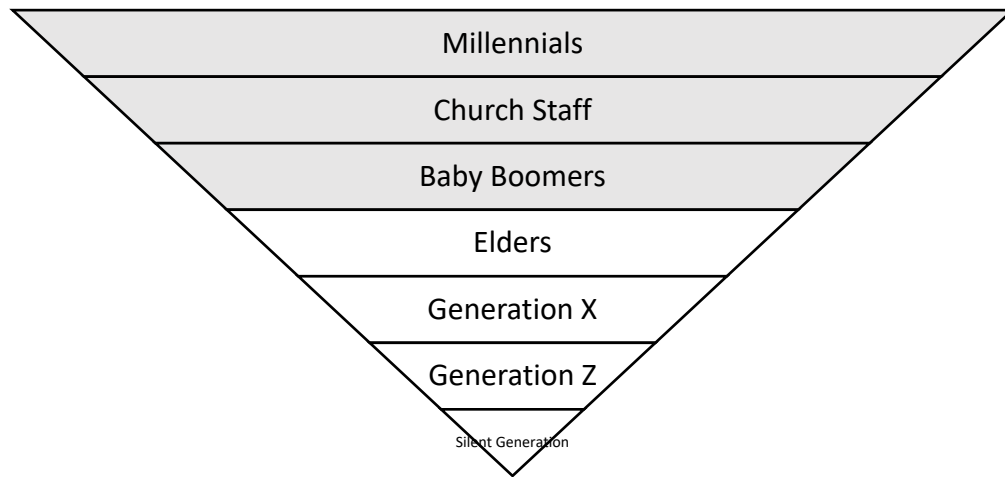 Millennials
Church Staff
Baby Boomers
Elders
Generation X
Generation Z
Silent Generation